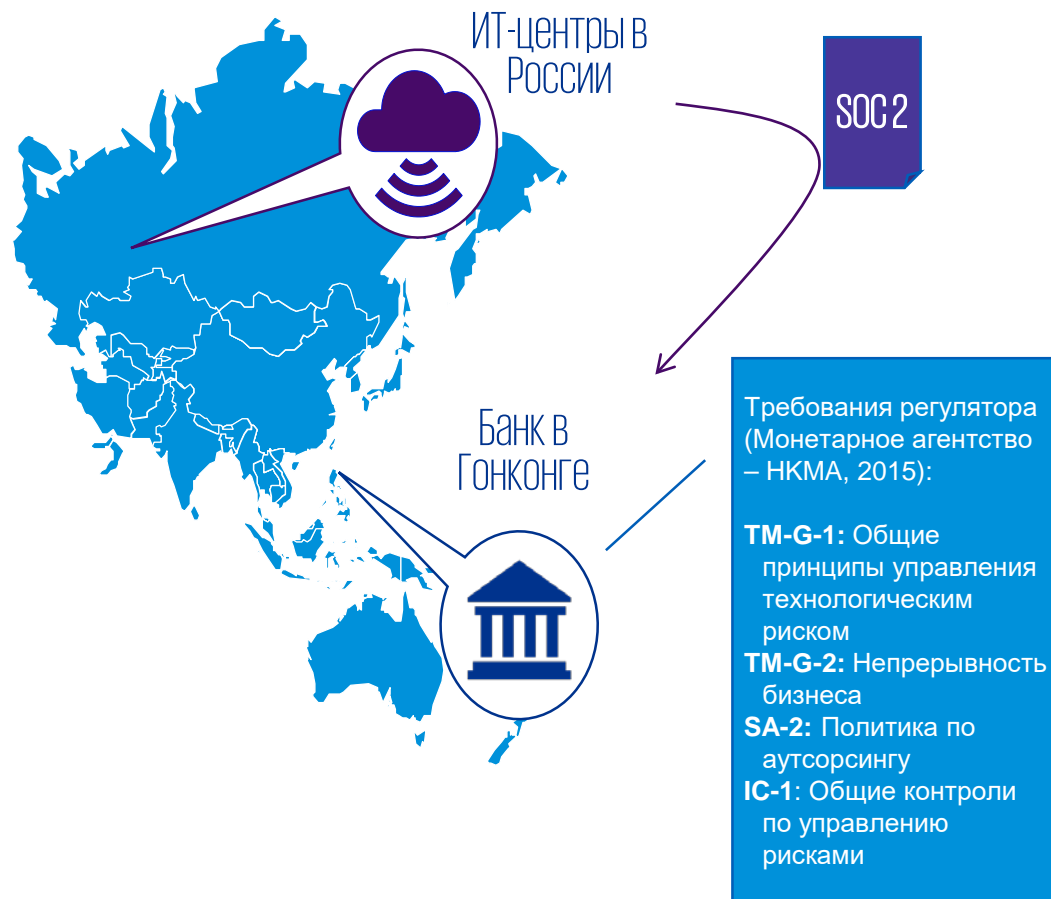 ИТ-центры в
России
SOC 2
Банк в
Гонконге
Требования регулятора
(Монетарное агентство
– HKMA, 2015):
TM-G-1: Общие
принципы управления
технологическим
риском
TM-G-2: Непрерывность
бизнеса
SA-2: Политика по
аутсорсингу
IC-1: Общие контроли
по управлению
рисками